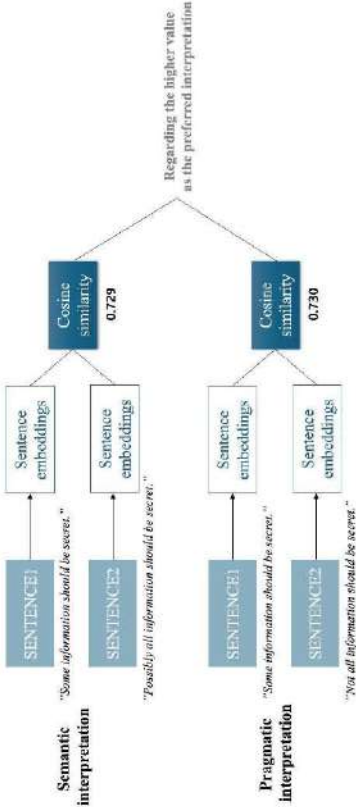 Semantic
interpretation
SENTENCE1
"Some information should be secret."
Sentence
embeddings
SENTENCE2
"Possibly all information should be secret."
Sentence
embeddings
Cosine
similarity
0.729
Pragmatic
interpretation
SENTENCE1
"Some information should be secret."
Sentence
embeddings
SENTENCE2
"Not all information should be secret."
Sentence
embeddings
Cosine
similarity
0.730
Regarding the higher value
as the preferred interpretation